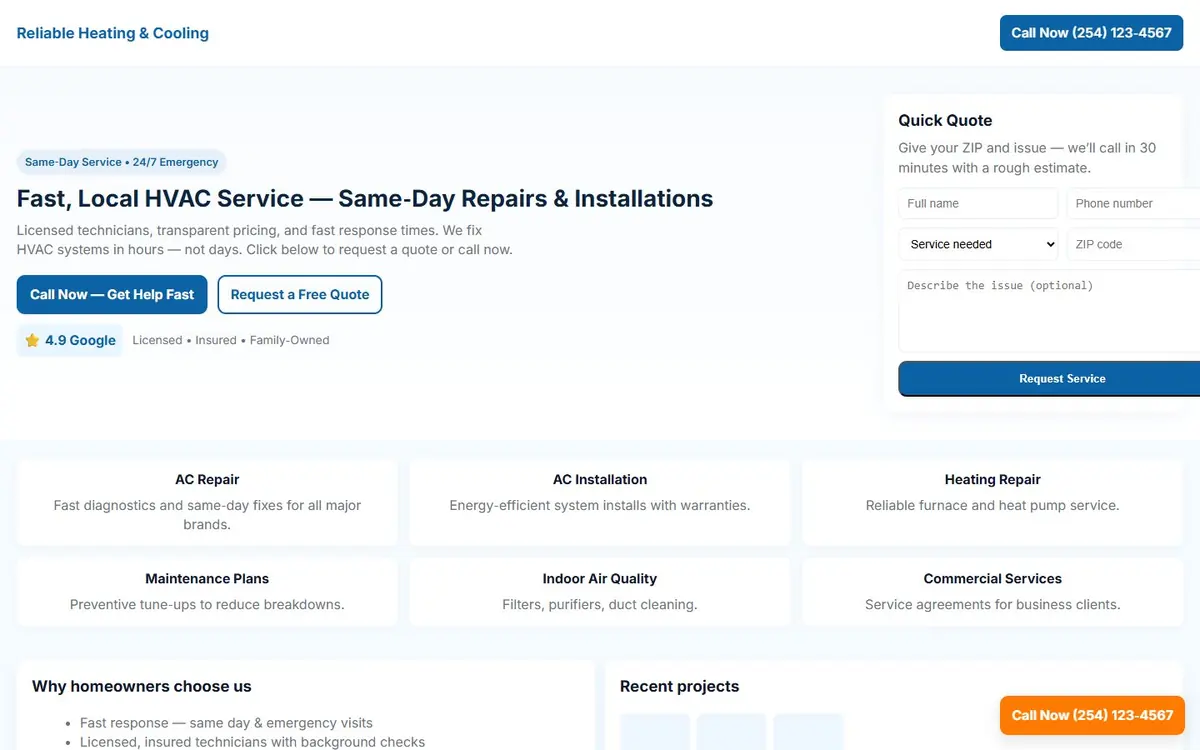 Reliable Heating & Cooling
Call Now (254) 123-4567
Same-Day Service • 24/7 Emergency
Fast, Local HVAC Service — Same-Day Repairs & Installations
Licensed technicians, transparent pricing, and fast response times. We fix
HVAC systems in hours — not days. Click below to request a quote or call now.
Call Now — Get Help Fast
Request a Free Quote
⭐ 4.9 Google
Licensed • Insured • Family-Owned
Quick Quote
Give your ZIP and issue — we'll call in 30
minutes with a rough estimate.
Full name
Phone number
Service needed
ZIP code
Describe the issue (optional)
Request Service
AC Repair
Fast diagnostics and same-day fixes for all major
brands.
AC Installation
Energy-efficient system installs with warranties.
Heating Repair
Reliable furnace and heat pump service.
Maintenance Plans
Preventive tune-ups to reduce breakdowns.
Indoor Air Quality
Filters, purifiers, duct cleaning.
Commercial Services
Service agreements for business clients.
Why homeowners choose us
• Fast response — same day & emergency visits
• Licensed, insured technicians with background checks
Recent projects
Call Now (254) 123-4567